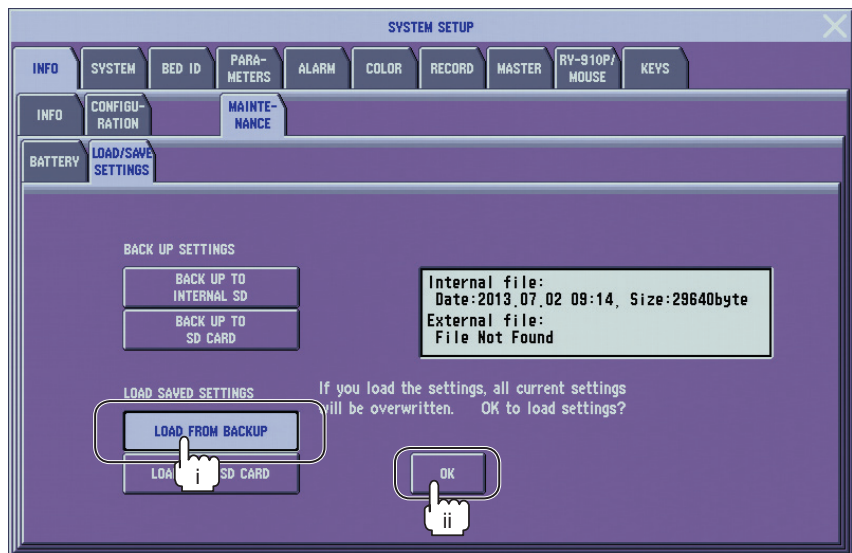 SYSTEM SETUP
INFO SYSTEM BED ID PARA- METERS ALARM COLOR RECORD MASTER RY-910P/ MOUSE KEYS
INFO CONFIGU- RATION MAINTE- NANCE
BATTERY LOAD/SAVE SETTINGS
BACK UP SETTINGS
BACK UP TO
INTERNAL SD
BACK UP TO
SD CARD
Internal file:
Date:2013.07.02 09:14, Size:29640byte
External file:
File Not Found
LOAD SAVED SETTINGS
If you load the settings, all current settings
will be overwritten. OK to load settings?
LOAD FROM BACKUP
i
SD CARD
OK
ii